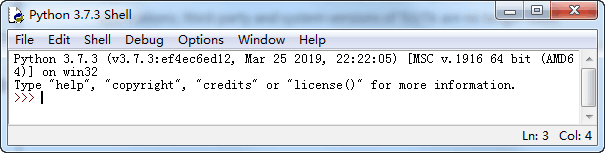 Python 3.7.3 Shell
File Edit Shell Debug Options Window Help
Python 3.7.3 (v3.7.3:ef4ec6ed12, Mar 25 2019, 22:22:05) [MSC v.1916 64 bit (AMD6
4)] on win32
Type "help", "copyright", "credits" or "license()" for more information.
>>>
Ln: 3 Col: 4